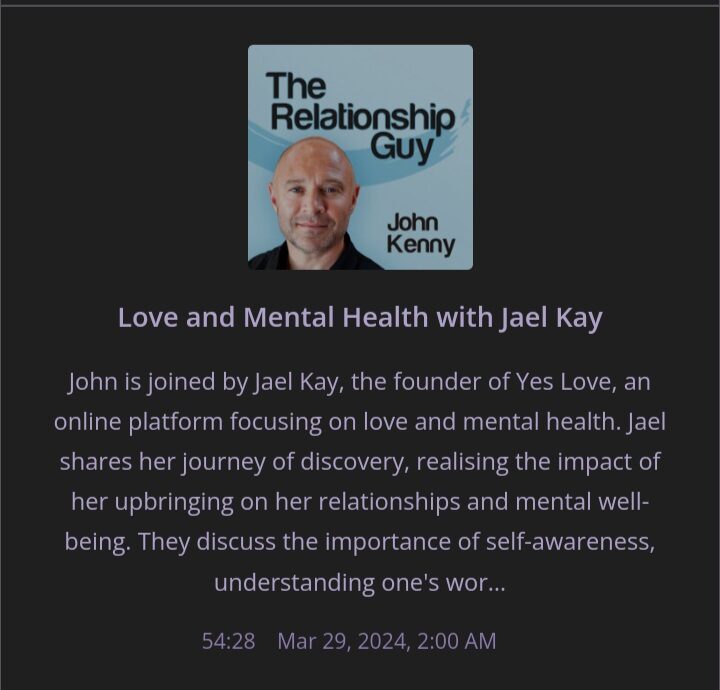 The
Relationship
Guy
John
Kenny
Love and Mental Health with Jael Kay
John is joined by Jael Kay, the founder of Yes Love, an
online platform focusing on love and mental health. Jael
shares her journey of discovery, realising the impact of
her upbringing on her relationships and mental well-
being. They discuss the importance of self-awareness,
understanding one's wor...
54:28 Mar 29, 2024, 2:00 AM